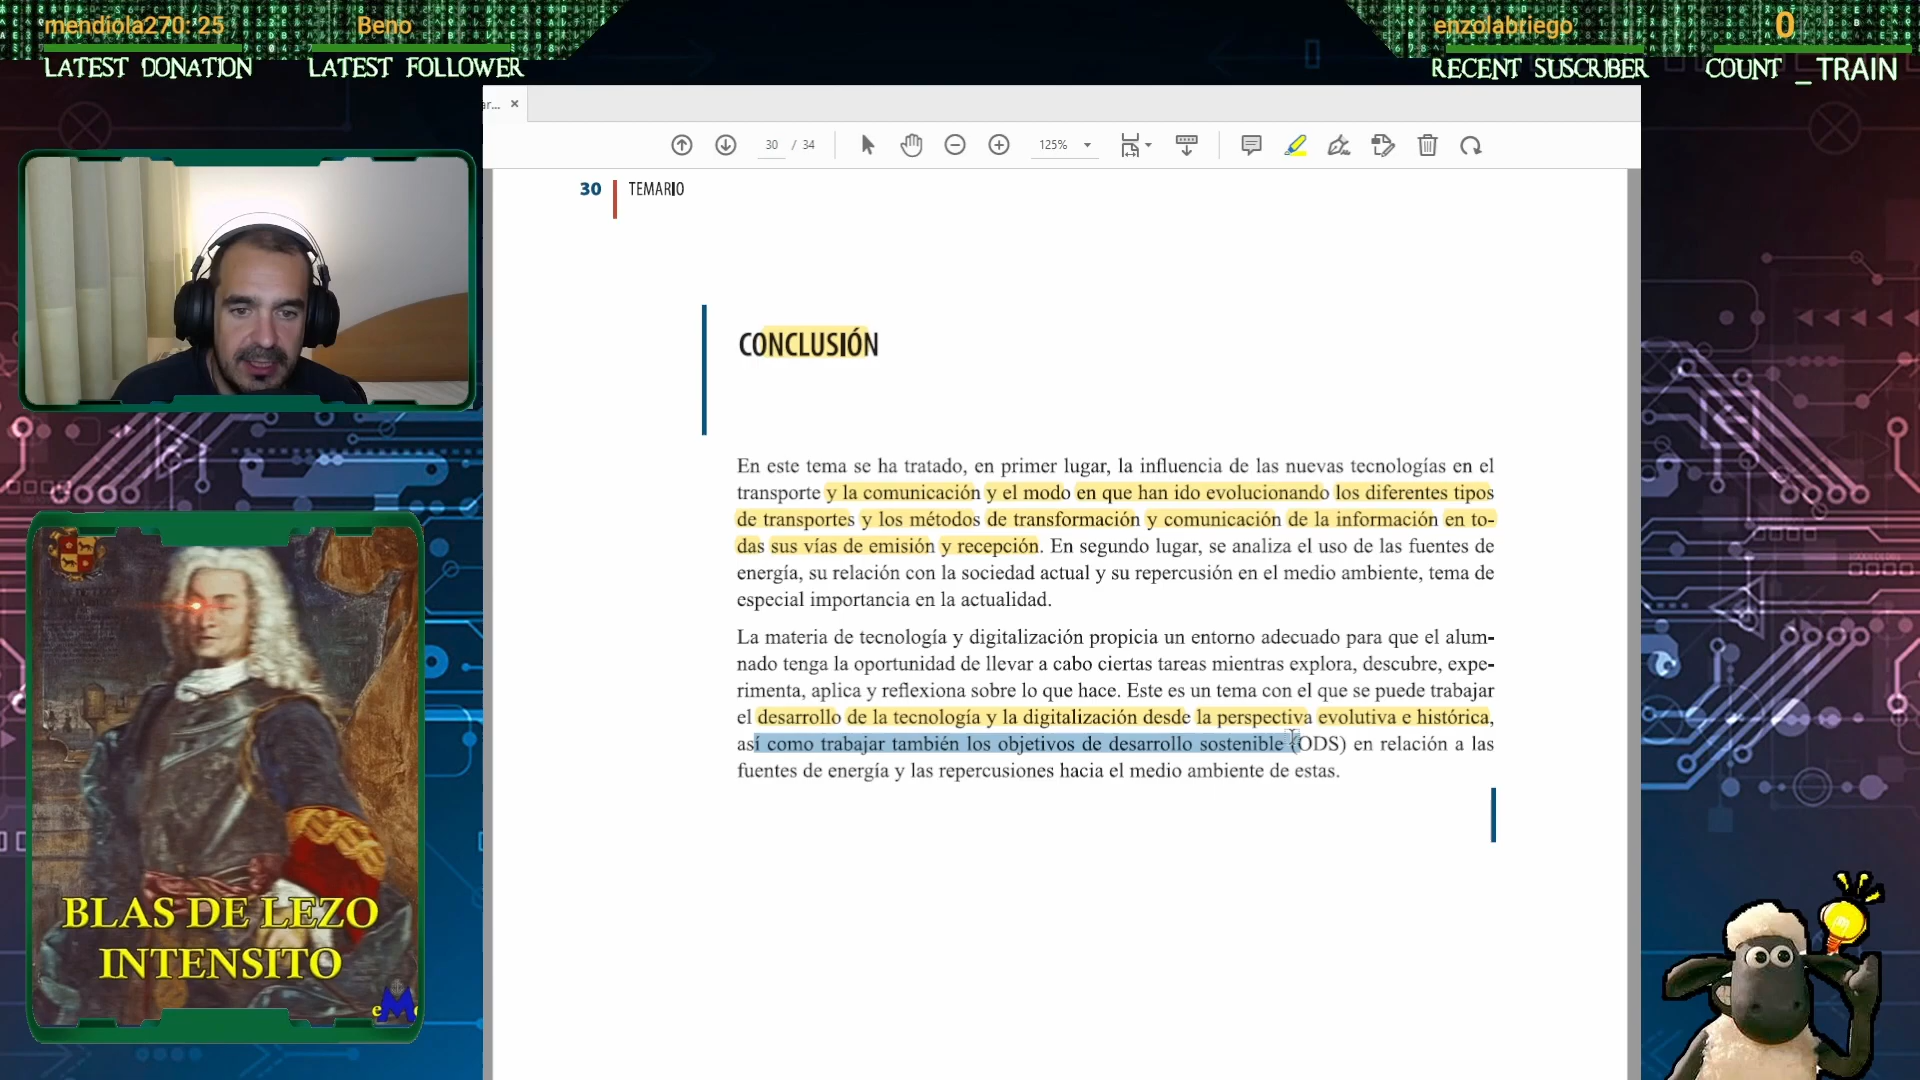 mendiola270: 25
Beno
LATEST DONATION
LATEST FOLLOWER
enzolabriego
0
RECENT SUSCRIBER
COUNT _TRAIN
ar...
30 / 34
125%
30
TEMARIO
CONCLUSIÓN
En este tema se ha tratado, en primer lugar, la influencia de las nuevas tecnologías en el
transporte y la comunicación y el modo en que han ido evolucionando los diferentes tipos
de transportes y los métodos de transformación y comunicación de la información en to-
das sus vías de emisión y recepción. En segundo lugar, se analiza el uso de las fuentes de
energía, su relación con la sociedad actual y su repercusión en el medio ambiente, tema de
especial importancia en la actualidad.
La materia de tecnología y digitalización propicia un entorno adecuado para que el alum-
nado tenga la oportunidad de llevar a cabo ciertas tareas mientras explora, descubre, expe-
rimenta, aplica y reflexiona sobre lo que hace. Este es un tema con el que se puede trabajar
el desarrollo de la tecnología y la digitalización desde la perspectiva evolutiva e histórica,
así como trabajar también los objetivos de desarrollo sostenible (ODS) en relación a las
fuentes de energía y las repercusiones hacia el medio ambiente de estas.
BLAS DE LEZO
INTENSITO